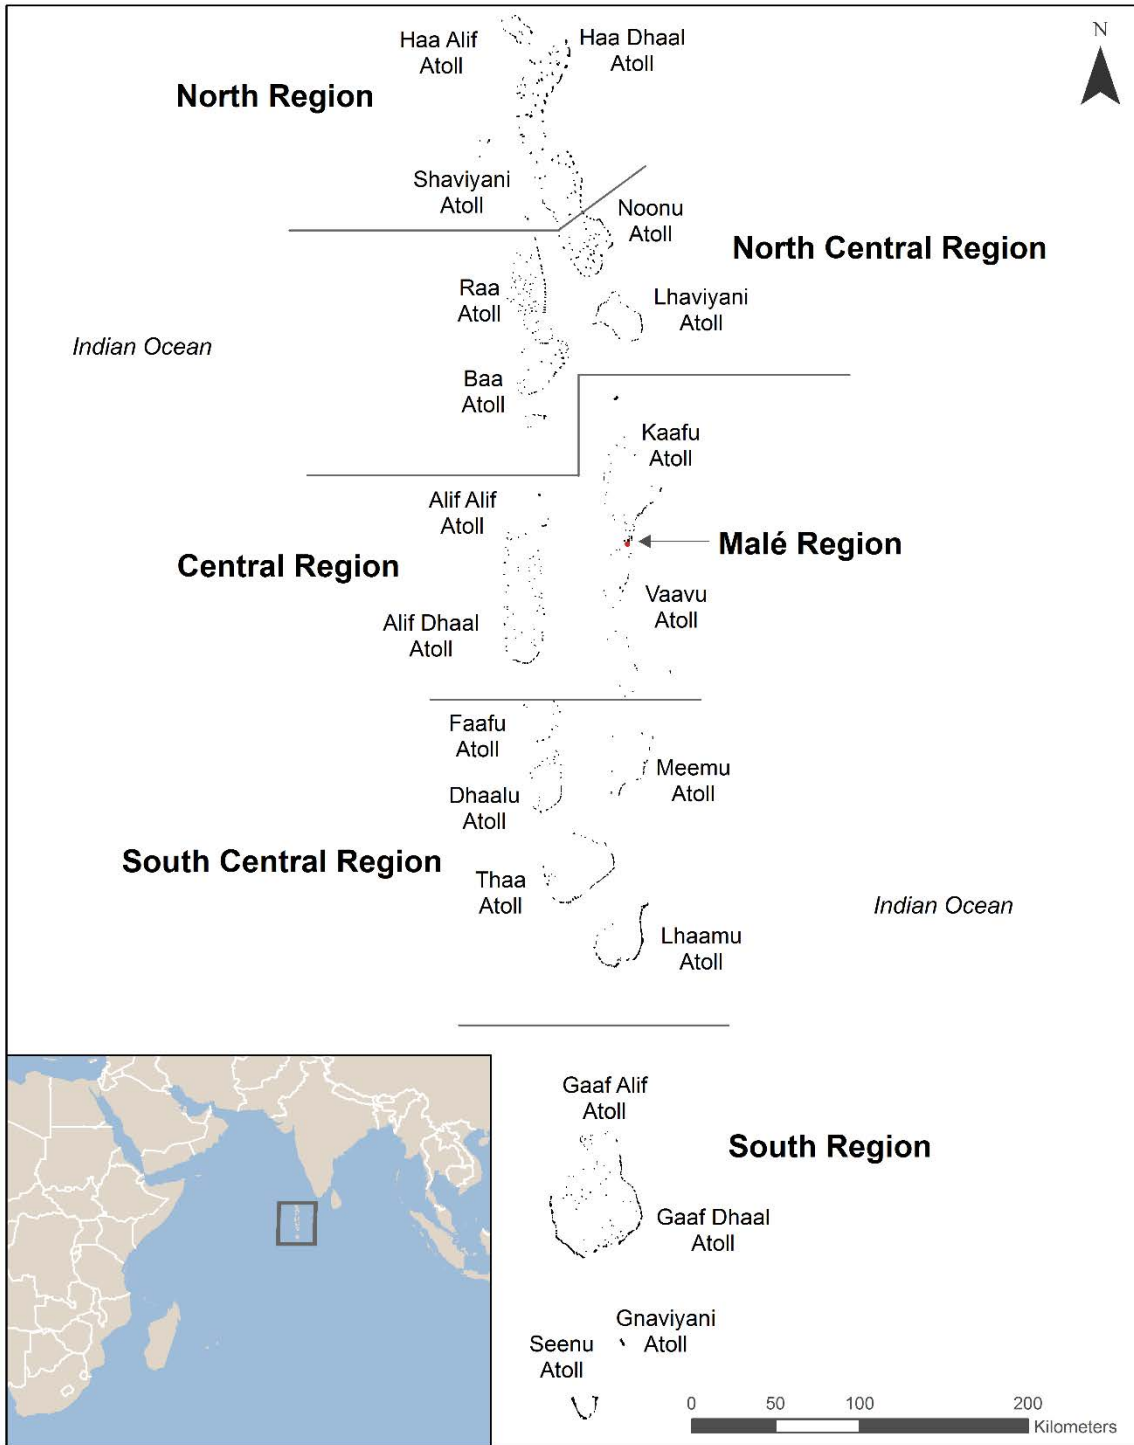 Haa Alif
Atoll
Haa Dhaal
Atoll
N
North Region
Shaviyani
Atoll
Noonu
Atoll
North Central Region
Raa
Atoll
Lhaviyani
Atoll
Indian Ocean
Baa
Atoll
Kaafu
Atoll
Alif Alif
Atoll
Malé Region
Central Region
Vaavu
Atoll
Alif Dhaal
Atoll
Faafu
Atoll
Meemu
Atoll
Dhaalu
Atoll
South Central Region
Thaa
Atoll
Indian Ocean
Lhaamu
Atoll
Gaaf Alif
Atoll
South Region
Gaaf Dhaal
Atoll
Gnaviyani
Atoll
Seenu
Atoll
0 50 100 200
Kilometers